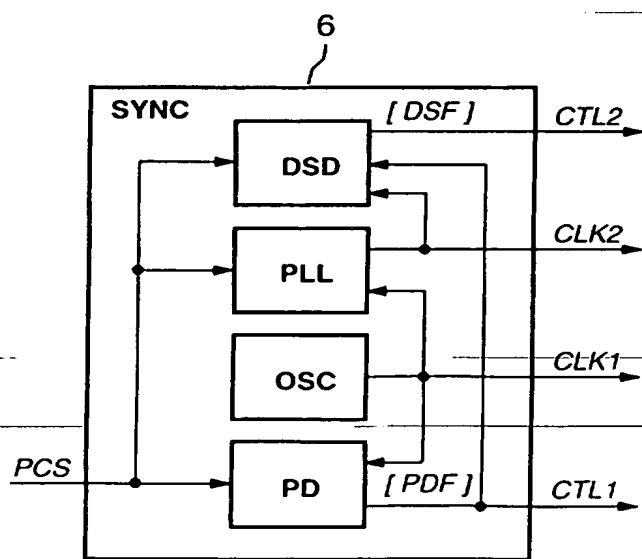 6
SYNC
[ DSF ]
CTL2
DSD
CLK2
PLL
CLK1
OSC
PCS
PD
[ PDF ]
CTL1